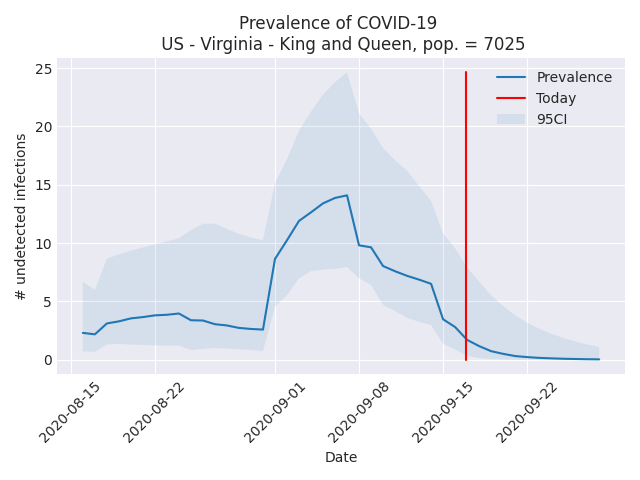 Prevalence of COVID-19
US - Virginia - King and Queen, pop. = 7025
Prevalence
Today
95CI
# undetected infections
25
20
15
10
5
0
2020-08-15
2020-08-22
2020-09-01
2020-09-08
2020-09-15
2020-09-22
Date